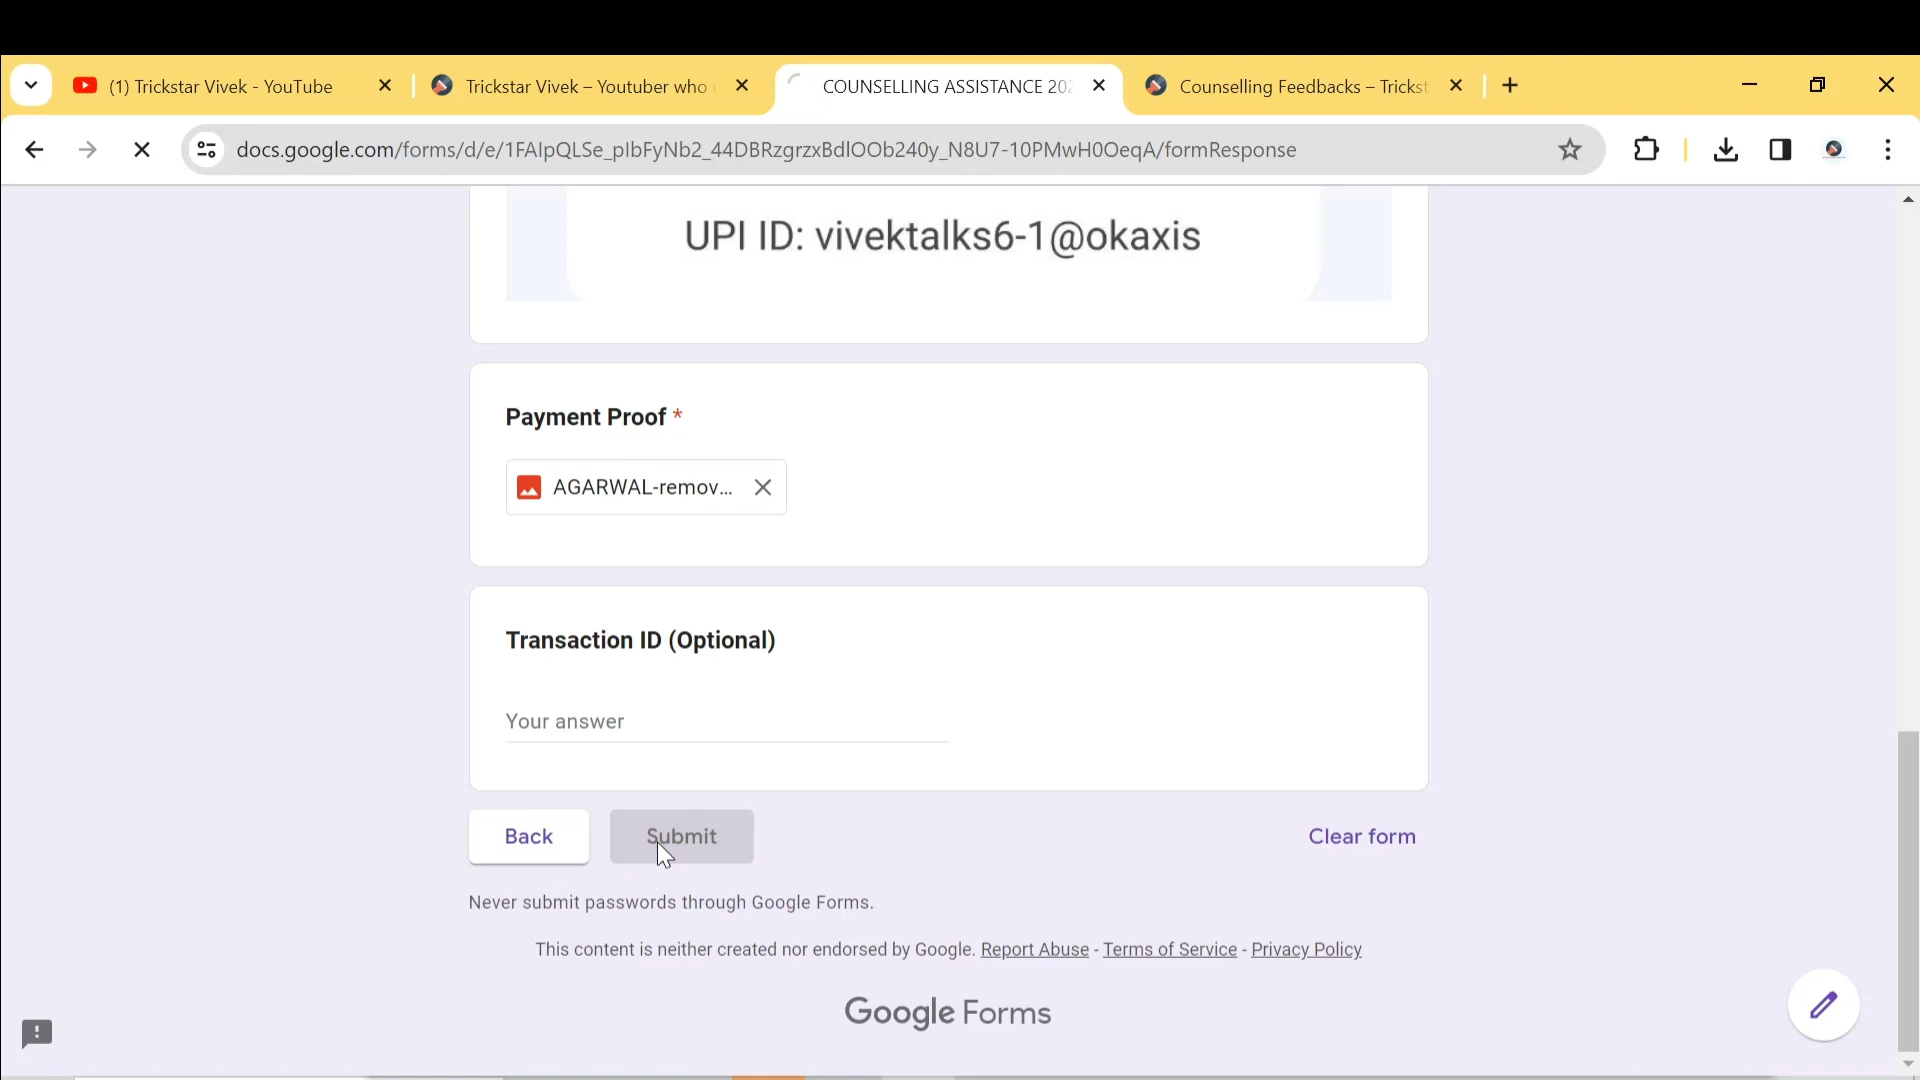 (1) Trickstar Vivek - YouTube
Trickstar Vivek – Youtuber who
COUNSELLING ASSISTANCE 202
Counselling Feedbacks – Trickst
docs.google.com/forms/d/e/1FAIpQLSe_plbFyNb2_44DBRzgrzxBdlOOb240y_N8U7-10PMwH0OeqA/formResponse
UPI ID: vivektalks6-1@okaxis
Payment Proof *
AGARWAL-remov...
Transaction ID (Optional)
Your answer
Back
Submit
Clear form
Never submit passwords through Google Forms.
This content is neither created nor endorsed by Google. Report Abuse - Terms of Service - Privacy Policy
Google Forms